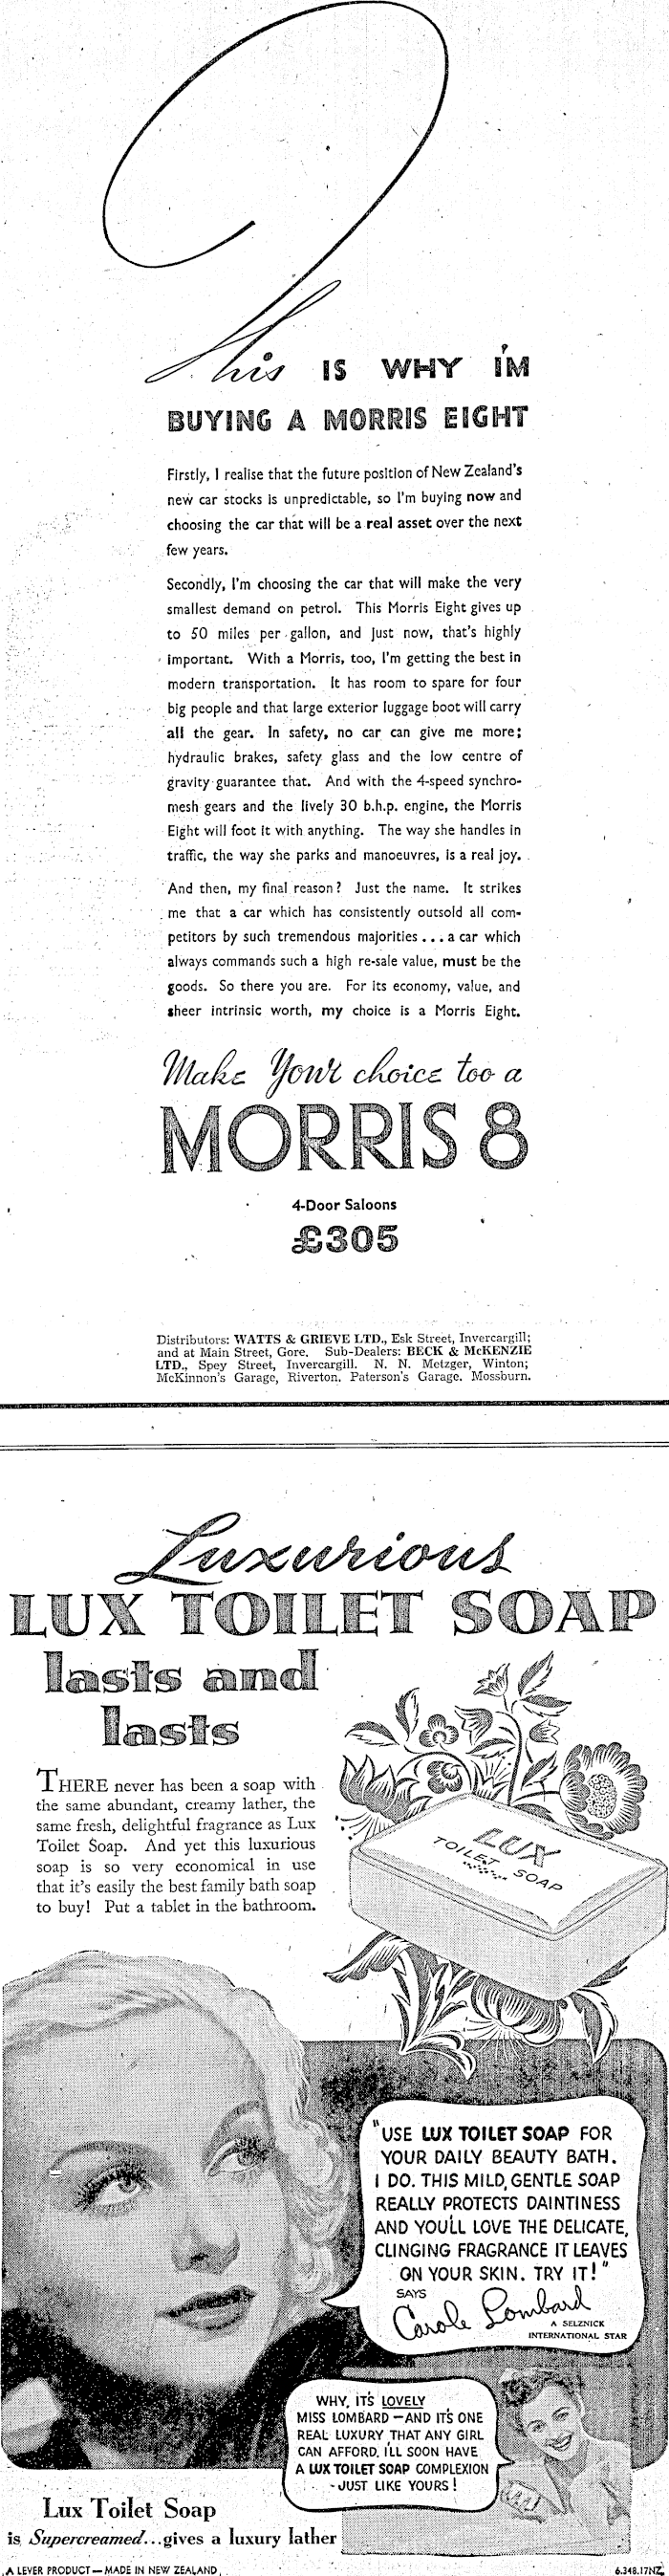 This IS WHY I'M
BUYING A MORRIS EIGHT
Firstly, I realise that the future position of New Zealand's
new car stocks is unpredictable, so I'm buying now and
choosing the car that will be a real asset over the next
few years.
Secondly, I'm choosing the car that will make the very
smallest demand on petrol. This Morris Eight gives up
to 50 miles per gallon, and just now, that's highly
important. With a Morris, too, I'm getting the best in
modern transportation. It has room to spare for four
big people and that large exterior luggage boot will carry
all the gear. In safety, no car can give me more;
hydraulic brakes, safety glass and the low centre of
gravity guarantee that. And with the 4-speed synchro-
mesh gears and the lively 30 b.h.p. engine, the Morris
Eight will foot it with anything. The way she handles in
traffic, the way she parks and manoeuvres, is a real joy.
And then, my final reason? Just the name. It strikes
me that a car which has consistently outsold all com-
petitors by such tremendous majorities . . . a car which
always commands such a high re-sale value, must be the
goods. So there you are. For its economy, value, and
sheer intrinsic worth, my choice is a Morris Eight.
Make Your choice too a
MORRIS 8
4-Door Saloons
£305
Distributors: WATTS & GRIEVE LTD., Esk Street, Invercargill;
and at Main Street, Gore. Sub-Dealers: BECK & McKENZIE
LTD., Spey Street, Invercargill. N. N. Metzger, Winton;
McKinnon's Garage, Riverton. Paterson's Garage. Mossburn.
Luxurious
LUX TOILET SOAP
lasts and
lasts
THERE never has been a soap with
the same abundant, creamy lather, the
same fresh, delightful fragrance as Lux
Toilet Soap. And yet this luxurious
soap is so very economical in use
that it's easily the best family bath soap
to buy! Put a tablet in the bathroom.
LUX
TOILET SOAP
"USE LUX TOILET SOAP FOR
YOUR DAILY BEAUTY BATH.
I DO. THIS MILD, GENTLE SOAP
REALLY PROTECTS DAINTINESS
AND YOU'LL LOVE THE DELICATE,
CLINGING FRAGRANCE IT LEAVES
ON YOUR SKIN. TRY IT!"
SAYS
Carole Lombard
A SELZNICK
INTERNATIONAL STAR
WHY, IT'S LOVELY
MISS LOMBARD — AND IT'S ONE
REAL LUXURY THAT ANY GIRL
CAN AFFORD. I'LL SOON HAVE
A LUX TOILET SOAP COMPLEXION
- JUST LIKE YOURS!
LUX
Lux Toilet Soap
is Supercreamed...gives a luxury lather
A LEVER PRODUCT — MADE IN NEW ZEALAND.
6.348.17NZ